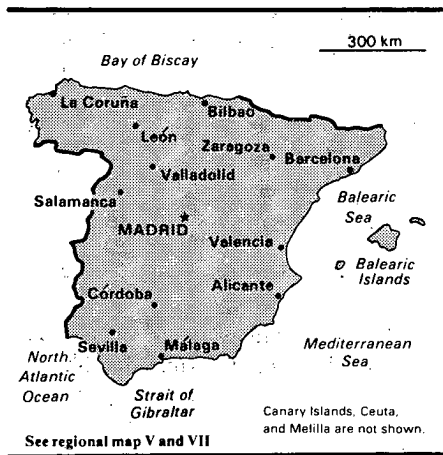 300 km
Bay of Biscay
La Coruña
Bilbao
León
Zaragoza
Barcelona
Valladolid
Salamanca
Balearic
Sea
MADRID
Valencia
Balearic
Islands
Alicante
Córdoba
Sevilla
Málaga
Mediterranean
Sea
North
Atlantic
Ocean
Strait of
Gibraltar
Canary Islands, Ceuta,
and Melilla are not shown.
See regional map V and VII